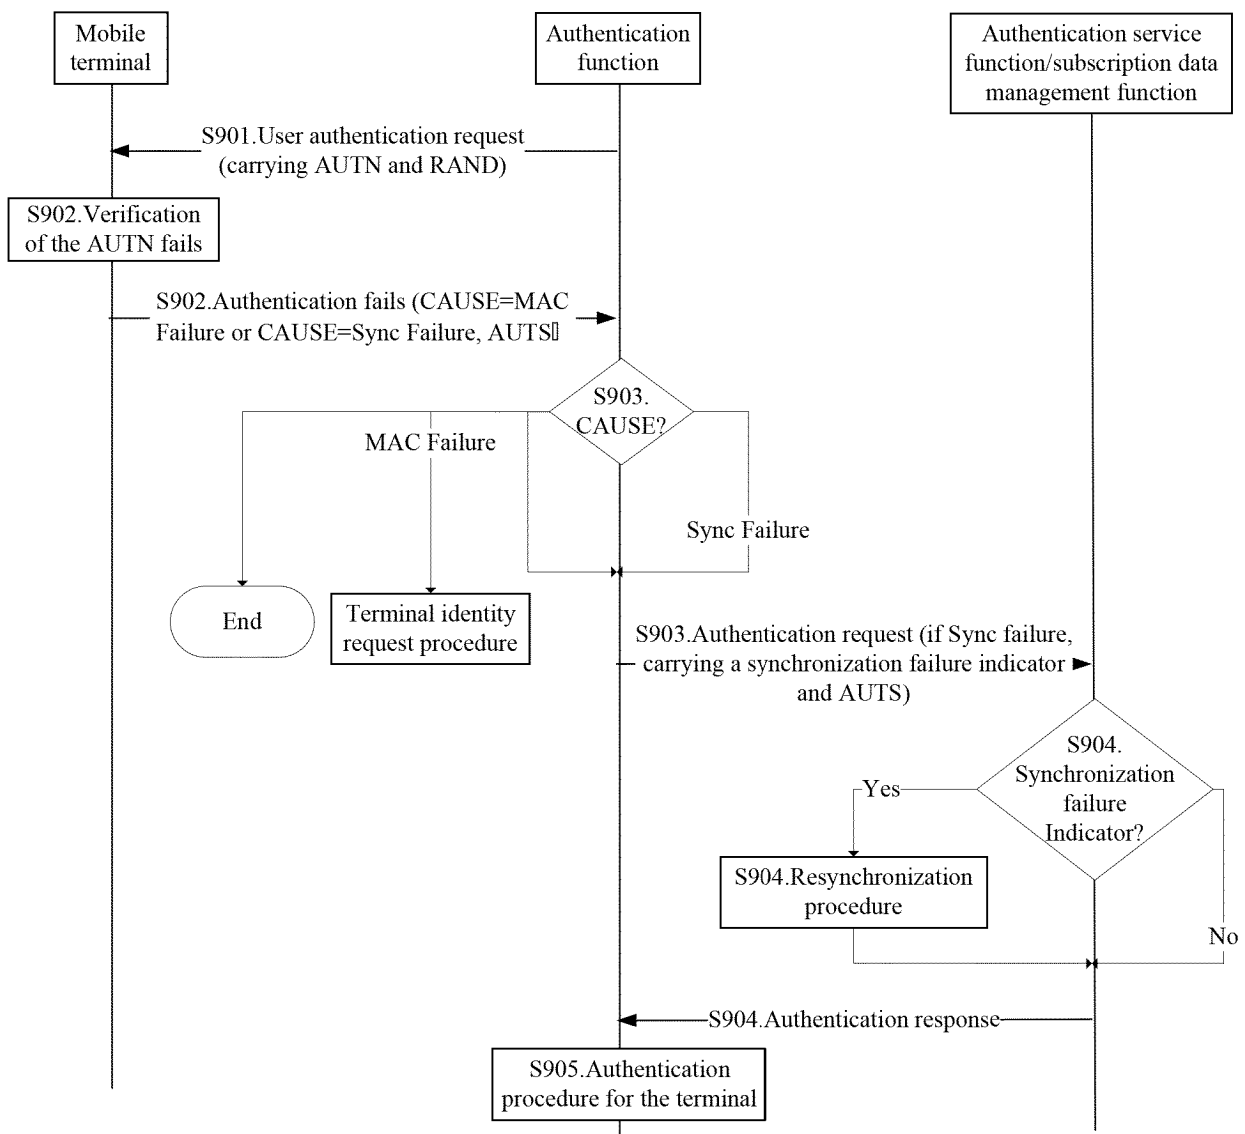 Mobile
terminal
Authentication
function
Authentication service
function/subscription data
management function
S901.User authentication request
(carrying AUTN and RAND)
S902.Verification
of the AUTN fails
S902.Authentication fails (CAUSE=MAC
Failure or CAUSE=Sync Failure, AUTS▯
S903.
CAUSE?
MAC Failure
Sync Failure
End
Terminal identity
request procedure
S903.Authentication request (if Sync failure,
carrying a synchronization failure indicator
and AUTS)
S904.
Synchronization
failure
Indicator?
Yes
S904.Resynchronization
procedure
No
S904.Authentication response
S905.Authentication
procedure for the terminal